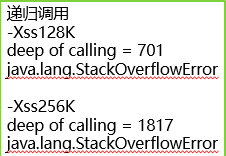 递归调用
-Xss128K
deep of calling = 701
java.lang.StackOverflowError
-Xss256K
deep of calling = 1817
java.lang.StackOverflowError